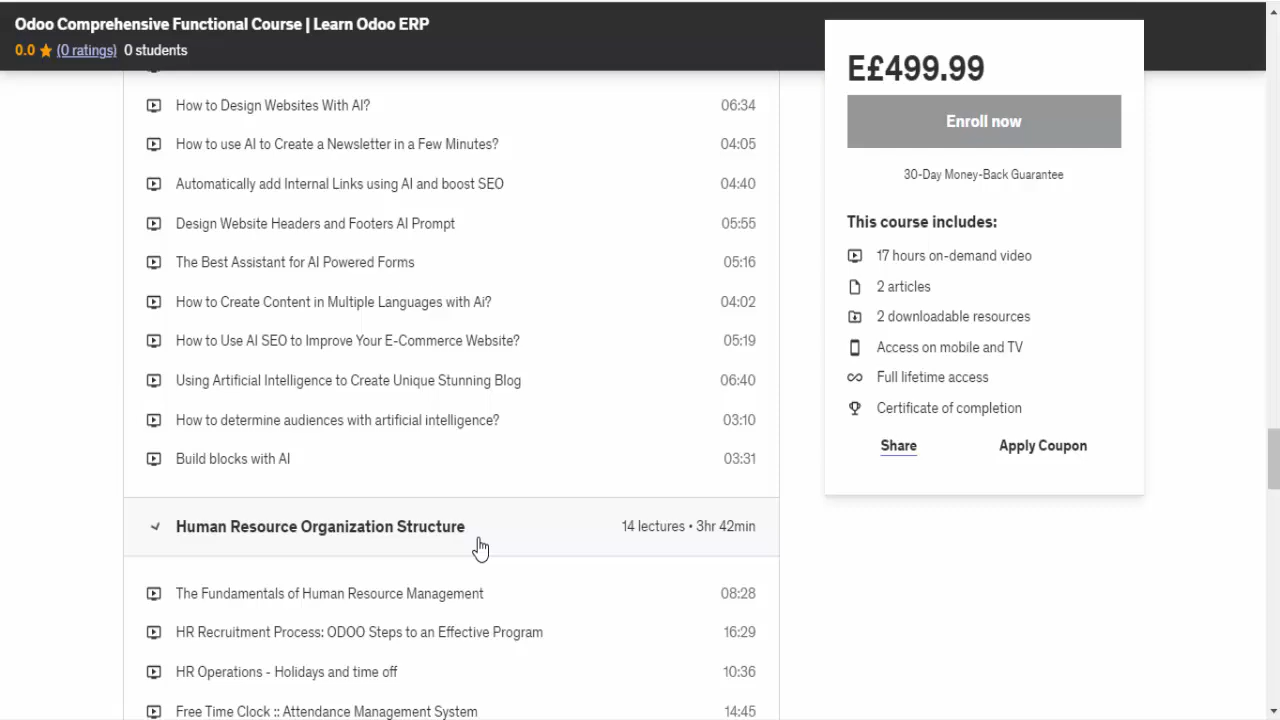 Odoo Comprehensive Functional Course | Learn Odoo ERP
0.0 (0 ratings) 0 students
How to Design Websites With AI? 06:34
How to use AI to Create a Newsletter in a Few Minutes? 04:05
Automatically add Internal Links using AI and boost SEO 04:40
Design Website Headers and Footers AI Prompt 05:55
The Best Assistant for AI Powered Forms 05:16
How to Create Content in Multiple Languages with Ai? 04:02
How to Use AI SEO to Improve Your E-Commerce Website? 05:19
Using Artificial Intelligence to Create Unique Stunning Blog 06:40
How to determine audiences with artificial intelligence? 03:10
Build blocks with AI 03:31
Human Resource Organization Structure 14 lectures • 3hr 42min
The Fundamentals of Human Resource Management 08:28
HR Recruitment Process: ODOO Steps to an Effective Program 16:29
HR Operations - Holidays and time off 10:36
Free Time Clock :: Attendance Management System 14:45
E£499.99
Enroll now
30-Day Money-Back Guarantee
This course includes:
17 hours on-demand video
2 articles
2 downloadable resources
Access on mobile and TV
Full lifetime access
Certificate of completion
Share Apply Coupon